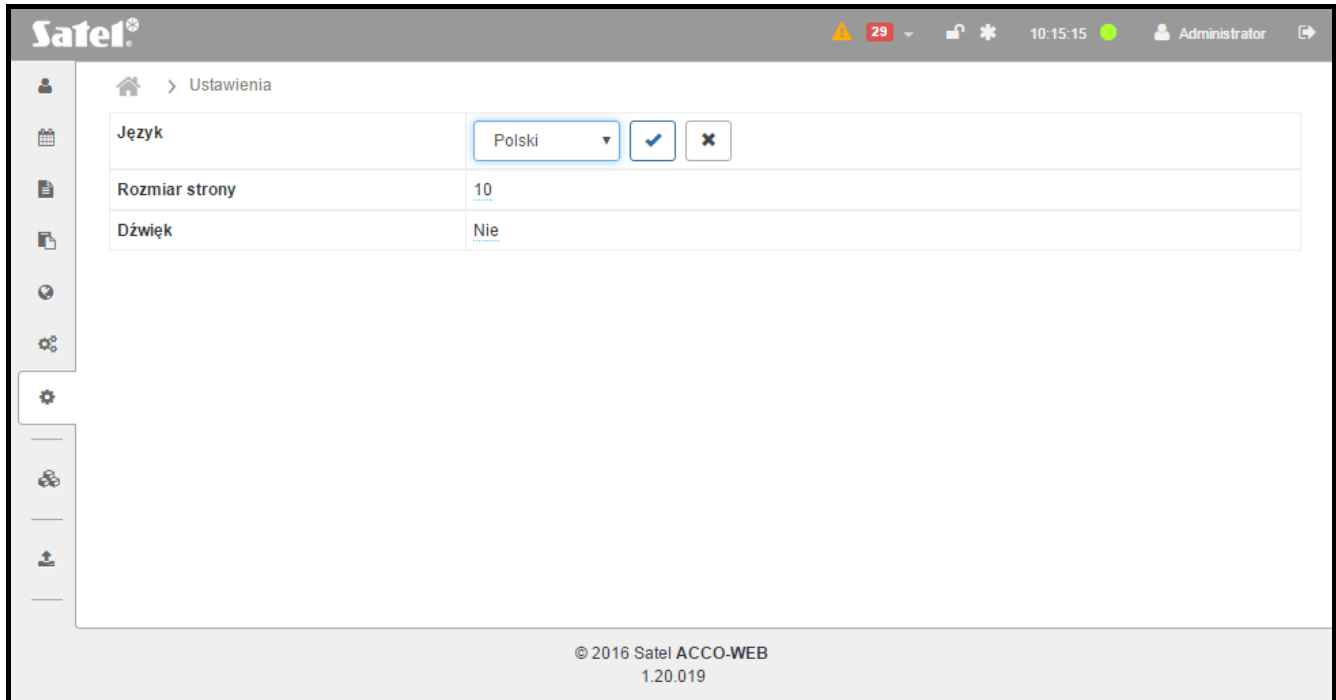 Satel®
29
10:15:15
Administrator
Ustawienia
Język Polski
Rozmiar strony 10
Dźwięk Nie
© 2016 Satel ACCO-WEB
1.20.019